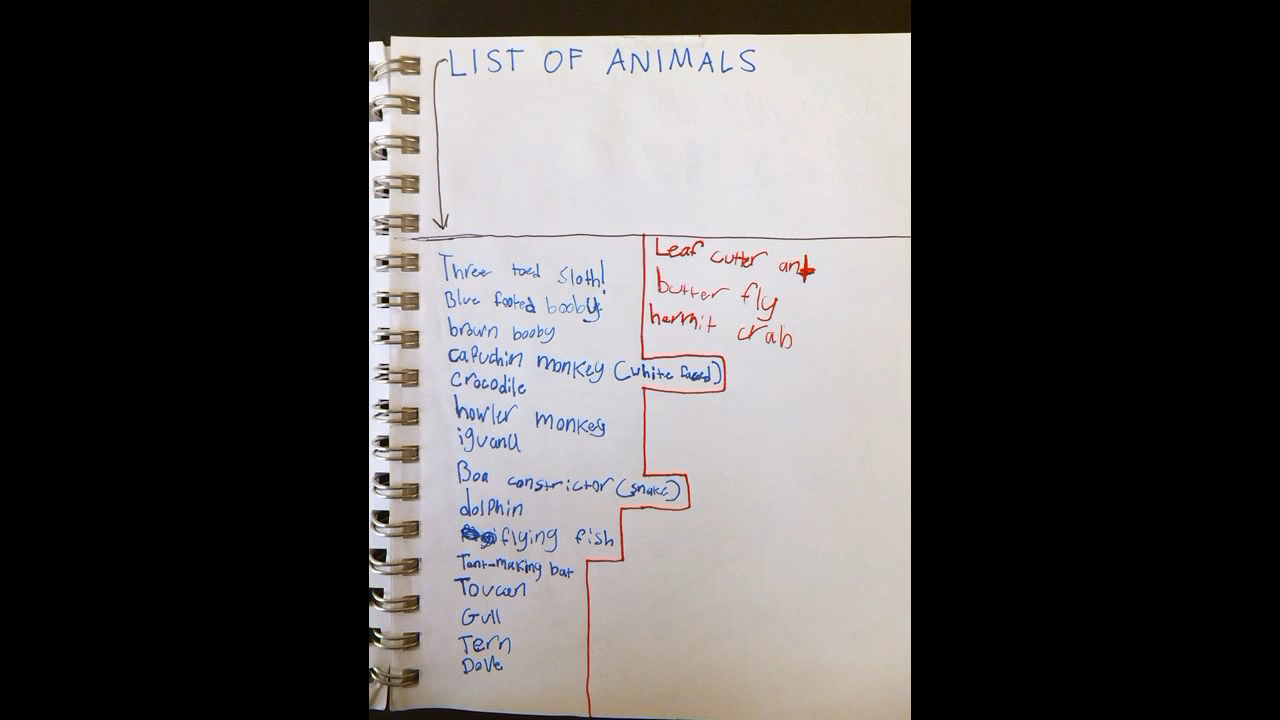 LIST OF ANIMALS
Three toed sloth!
Blue footed booby
brown booby
capuchin monkey (white faced)
crocodile
howler monkey
iguana
Boa constrictor (snake)
dolphin
flying fish
Tent-making bat
Toucan
Gull
Tern
Dove
Leaf cutter ant
butter fly
hermit crab